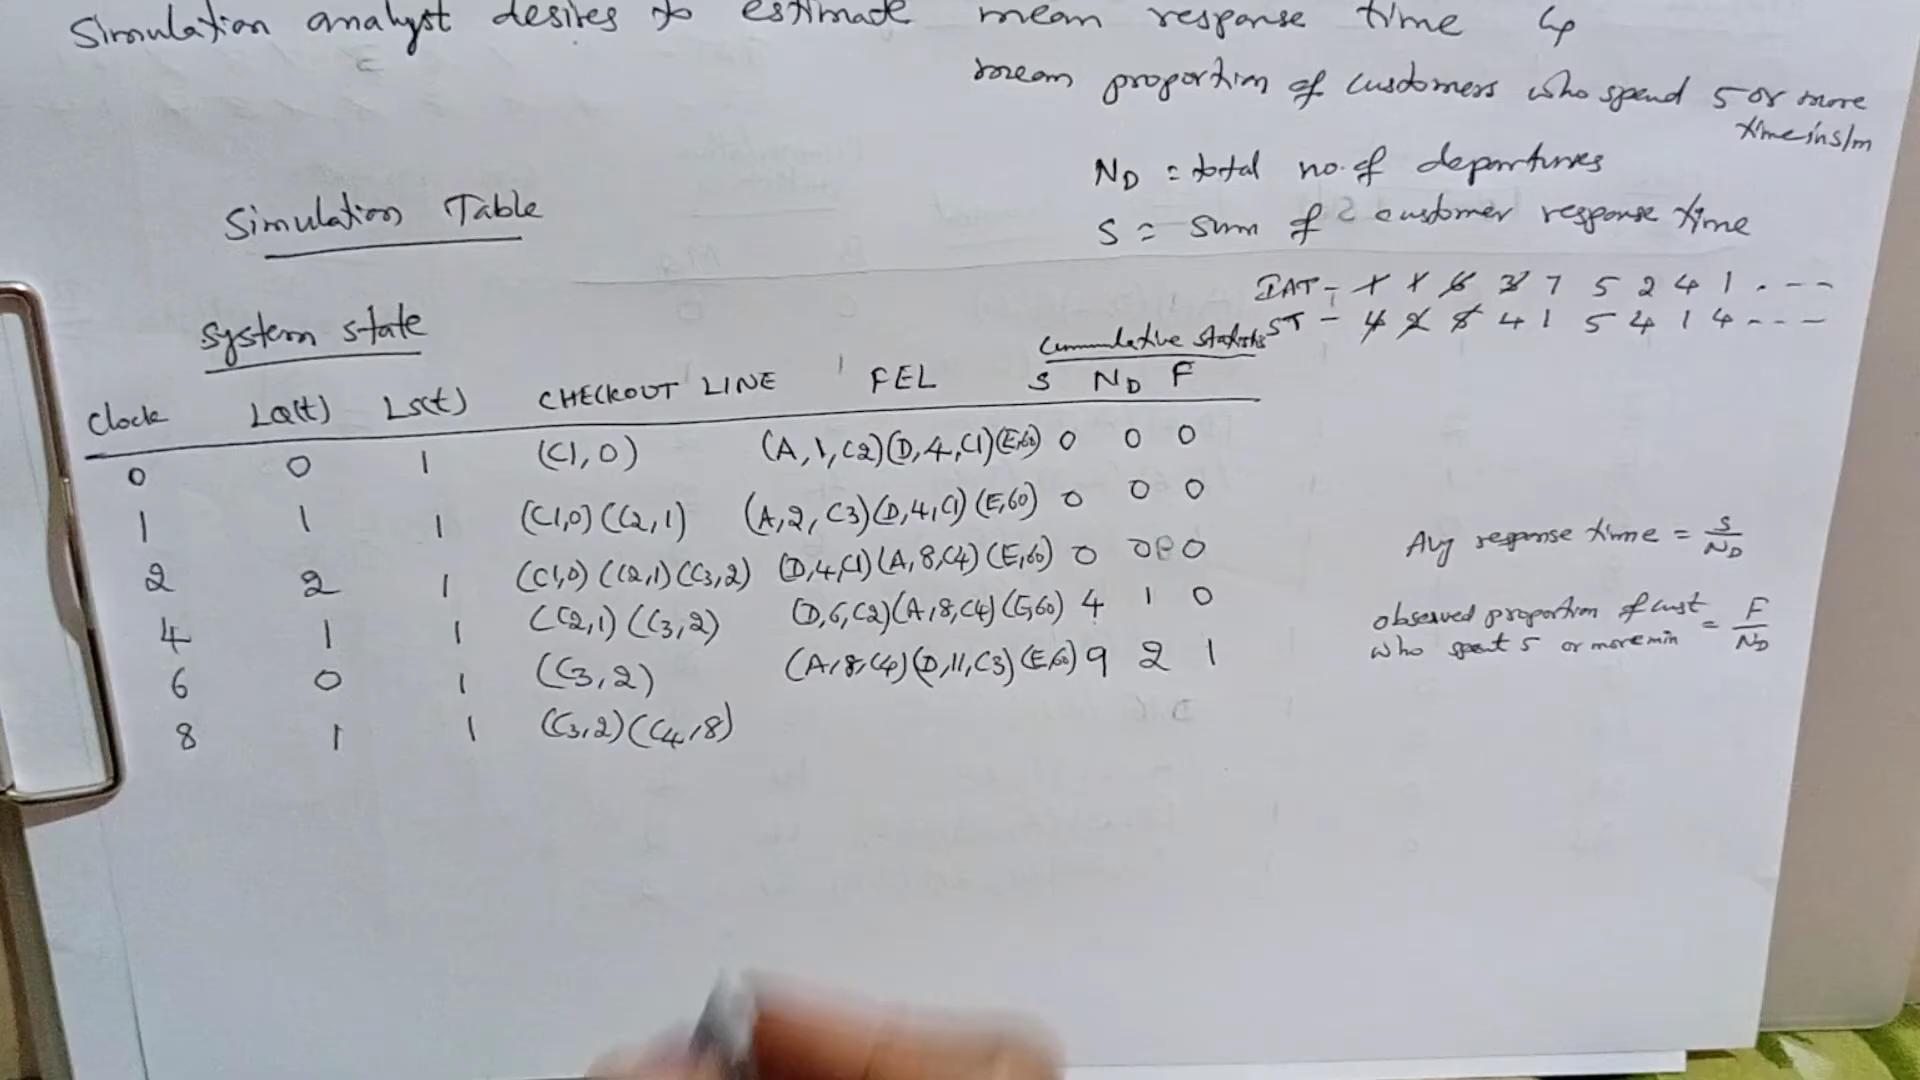 Simulation analyst desires to estimate mean response time &
mean proportion of customers who spend 5 or more
time in s/m
ND = total no. of departures
S = Sum of customer response time
Simulation Table
IAT - 1 1 6 3 7 5 2 4 1 . - - -
ST - 4 2 5 4 1 5 4 1 4 - - - -
System state
Cummulative Statistics
Clock LQ(t) LS(t) CHECKOUT LINE FEL S ND F
0 0 1 (C1,0) (A,1,C2)(D,4,C1)(E,60) 0 0 0
1 1 1 (C1,0)(C2,1) (A,2,C3)(D,4,C1)(E,60) 0 0 0
2 2 1 (C1,0)(C2,1)(C3,2) (D,4,C1)(A,8,C4)(E,60) 0 0 0
4 1 1 (C2,1)(C3,2) (D,6,C2)(A,8,C4)(E,60) 4 1 0
6 0 1 (C3,2) (A,8,C4)(D,11,C3)(E,60) 9 2 1
8 1 1 (C3,2)(C4,8)
Avg response time = S/ND
observed proportion of cust
who spent 5 or more min = F/ND